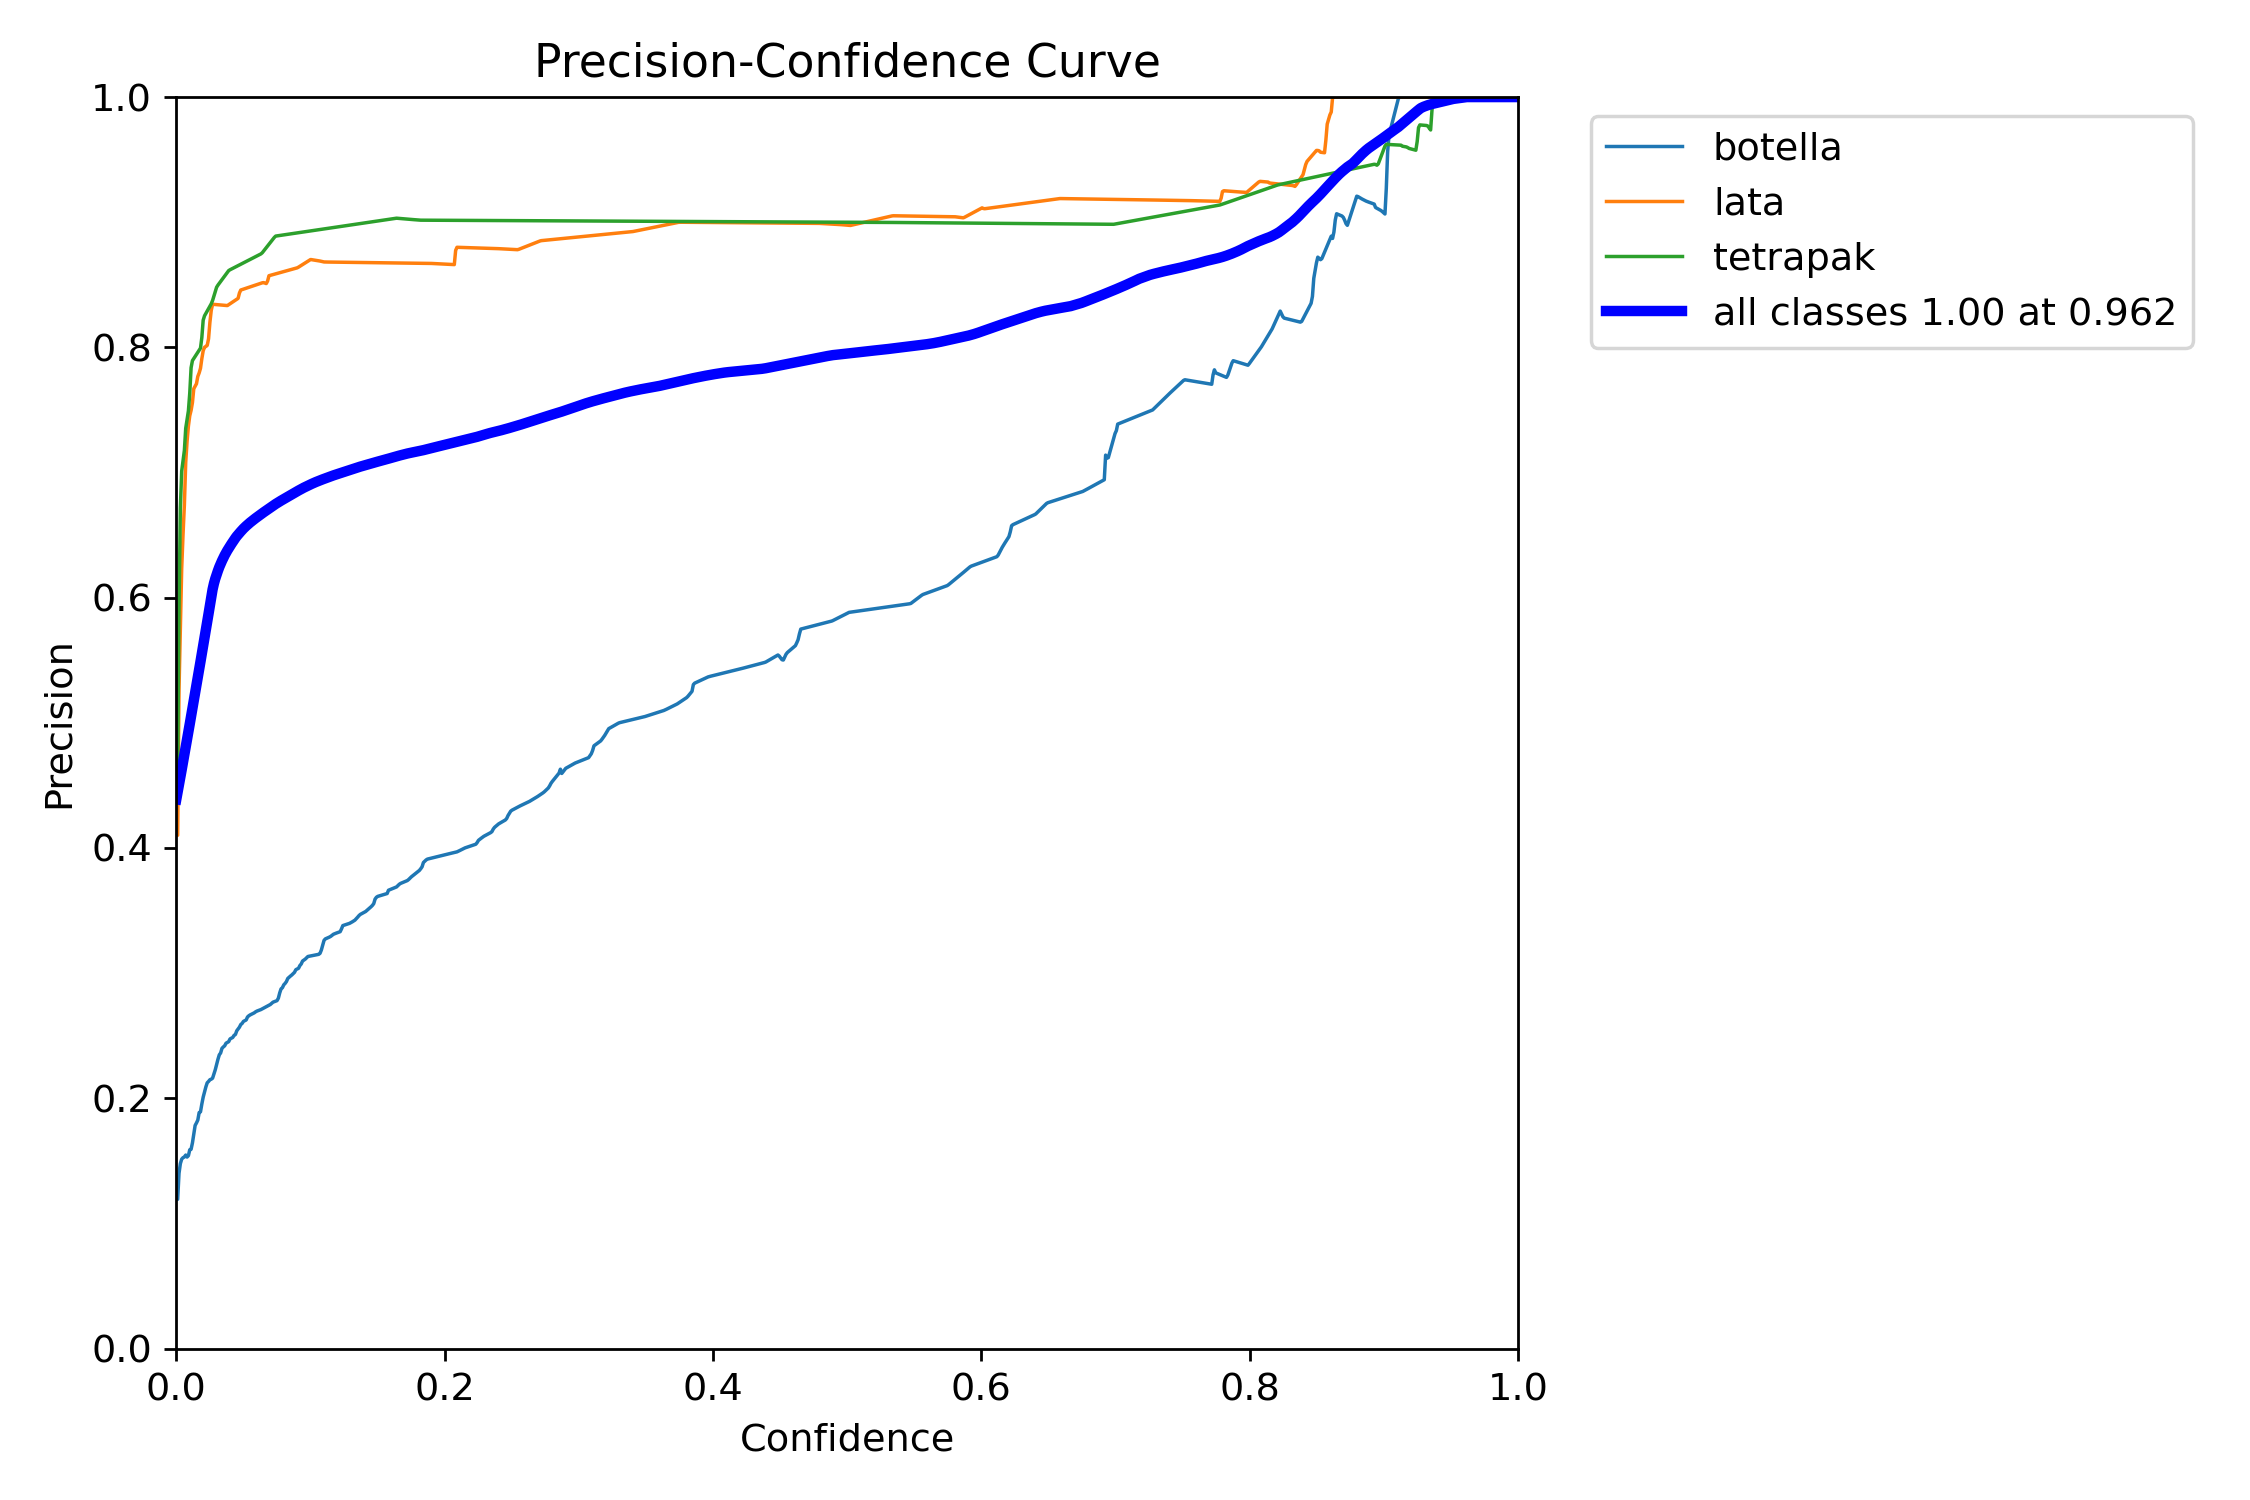 Precision-Confidence Curve
1.0
0.8
0.6
0.4
0.2
0.0
Precision
0.0 0.2 0.4 0.6 0.8 1.0
Confidence
botella
lata
tetrapak
all classes 1.00 at 0.962